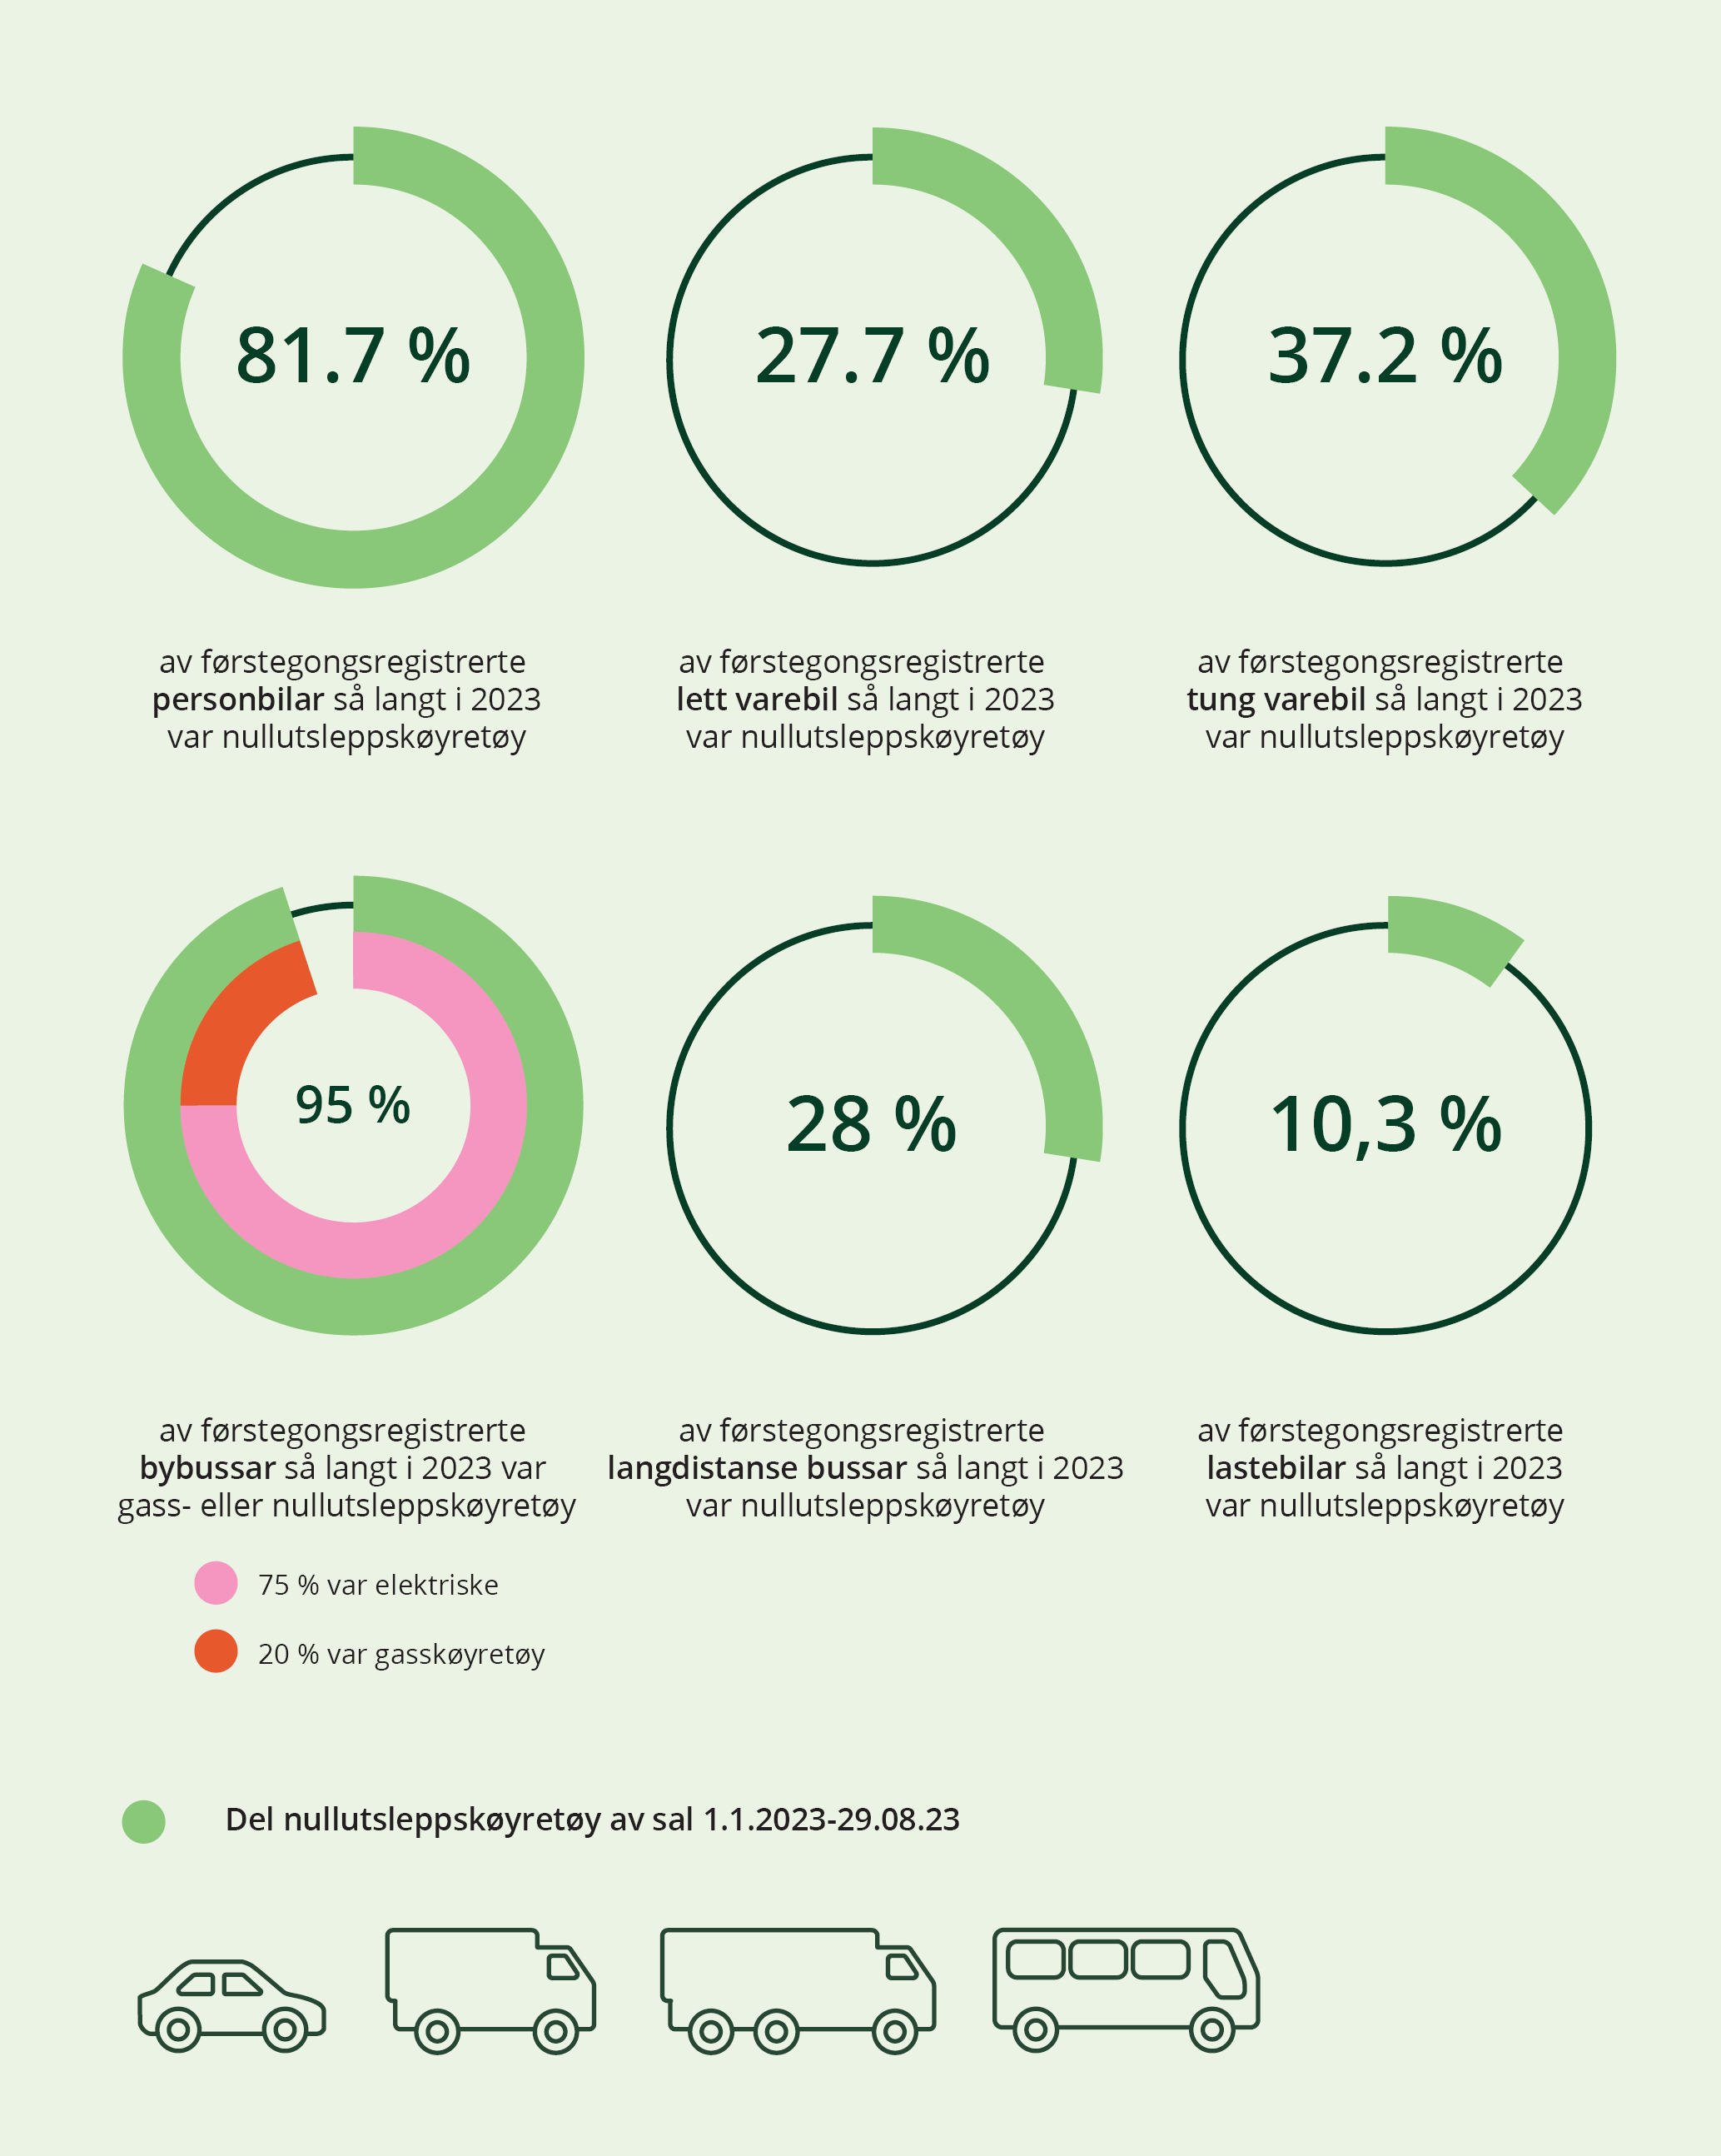 81.7 %
27.7 %
37.2 %
av førstegongsregistrerte
personbilar så langt i 2023
var nullutsleppskøyretøy
av førstegongsregistrerte
lett varebil så langt i 2023
var nullutsleppskøyretøy
av førstegongsregistrerte
tung varebil så langt i 2023
var nullutsleppskøyretøy
95 %
28 %
10,3 %
av førstegongsregistrerte
bybussar så langt i 2023 var
gass- eller nullutsleppskøyretøy
75 % var elektriske
20 % var gasskøyretøy
av førstegongsregistrerte
langdistanse bussar så langt i 2023
var nullutsleppskøyretøy
av førstegongsregistrerte
lastebilar så langt i 2023
var nullutsleppskøyretøy
Del nullutsleppskøyretøy av sal 1.1.2023-29.08.23